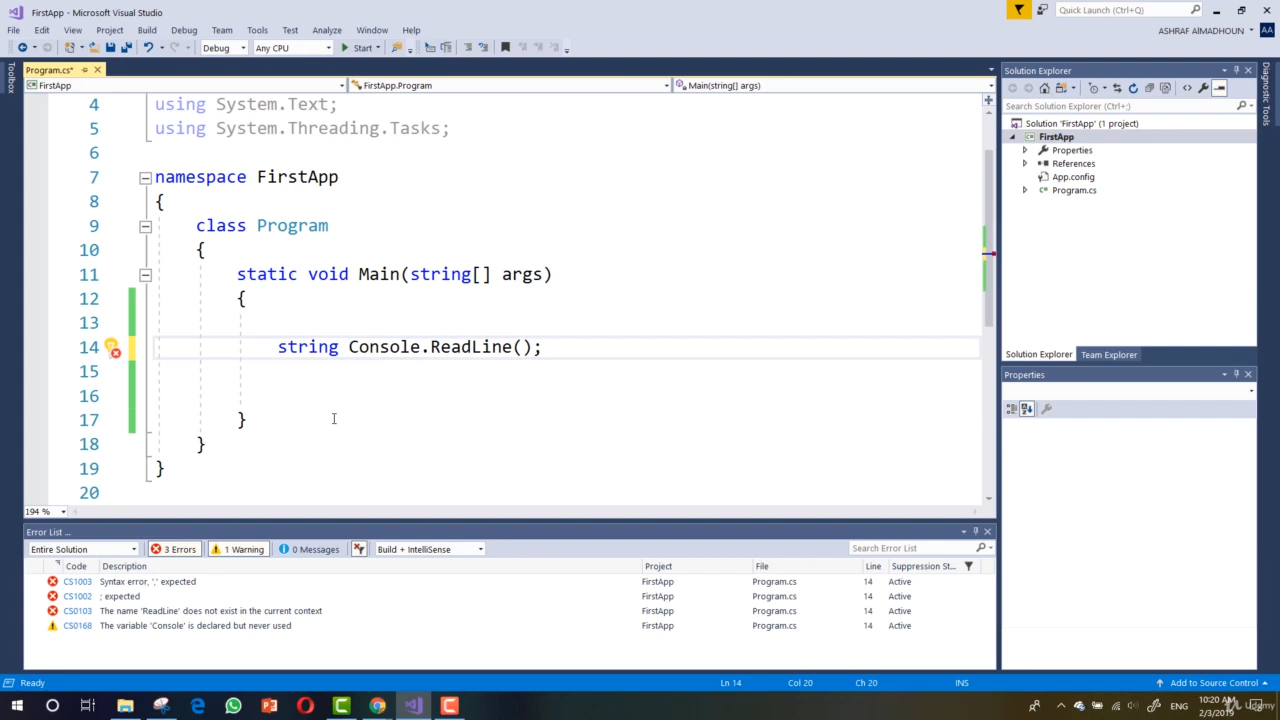 FirstApp - Microsoft Visual Studio
Quick Launch (Ctrl+Q)
File Edit View Project Build Debug Team Tools Test Analyze Window Help
ASHRAF AlMADHOUN AA
Debug Any CPU Start
Toolbox
Program.cs*
FirstApp FirstApp.Program Main(string[] args)
4 using System.Text;
5 using System.Threading.Tasks;
6
7 namespace FirstApp
8 {
9 class Program
10 {
11 static void Main(string[] args)
12 {
13
14 string Console.ReadLine();
15
16
17 }
18 }
19 }
20
194 %
Solution Explorer
Search Solution Explorer (Ctrl+;)
Solution 'FirstApp' (1 project)
FirstApp
Properties
References
App.config
Program.cs
Solution Explorer Team Explorer
Properties
Diagnostic Tools
Error List ...
Entire Solution 3 Errors 1 Warning 0 Messages Build + IntelliSense Search Error List
Code Description Project File Line Suppression St...
CS1003 Syntax error, ',' expected FirstApp Program.cs 14 Active
CS1002 ; expected FirstApp Program.cs 14 Active
CS0103 The name 'ReadLine' does not exist in the current context FirstApp Program.cs 14 Active
CS0168 The variable 'Console' is declared but never used FirstApp Program.cs 14 Active
Ready Ln 14 Col 20 Ch 20 INS Add to Source Control
ENG 10:20 AM
2/3/2019
Udemy